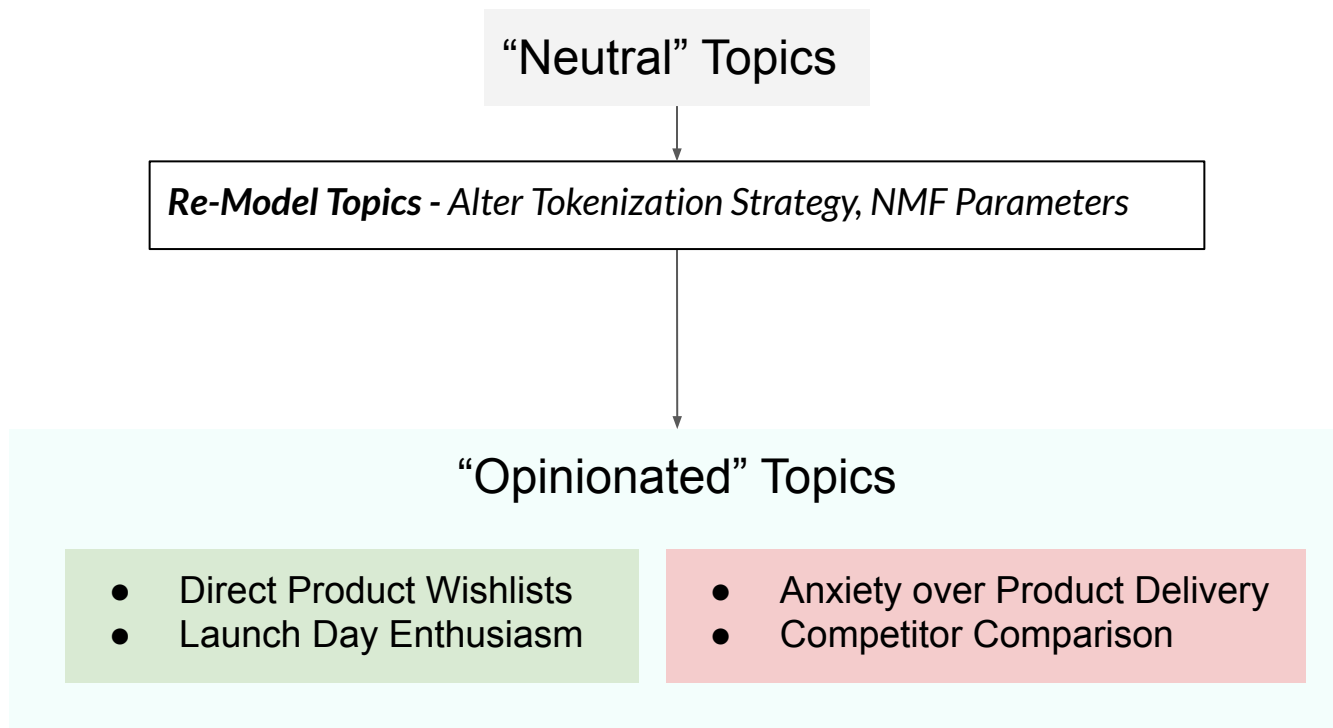 “Neutral” Topics
Re-Model Topics - Alter Tokenization Strategy, NMF Parameters
“Opinionated” Topics
● Direct Product Wishlists
● Launch Day Enthusiasm
● Anxiety over Product Delivery
● Competitor Comparison